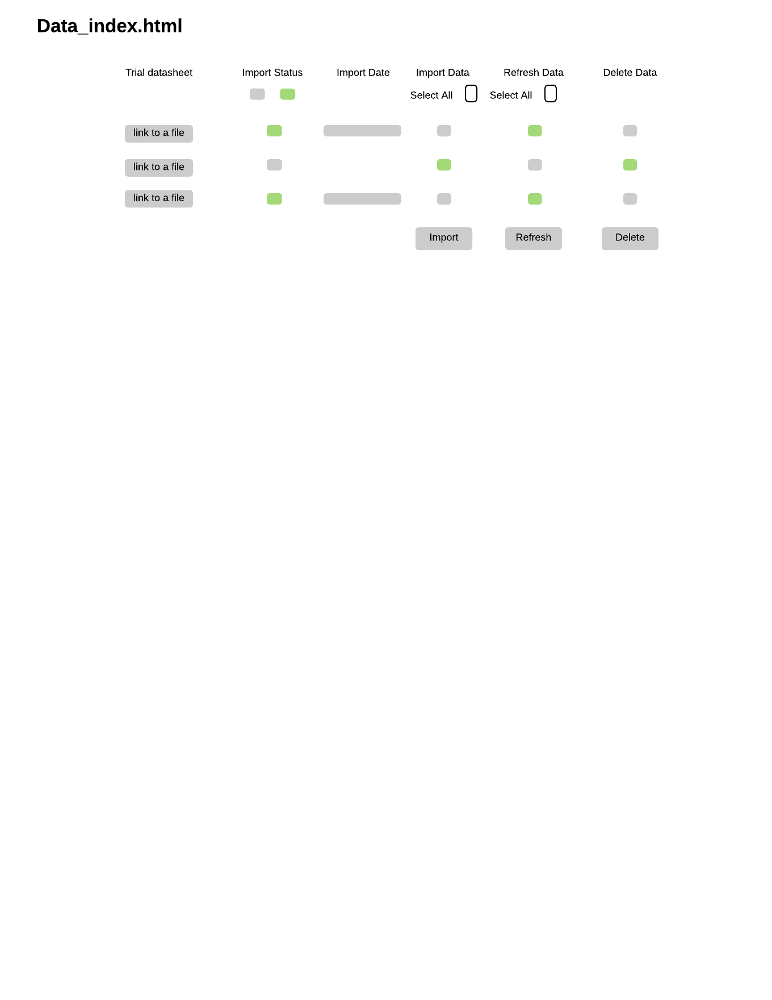 Data_index.html
Trial datasheet Import Status Import Date Import Data Refresh Data Delete Data
Select All Select All
link to a file
link to a file
link to a file
Import Refresh Delete